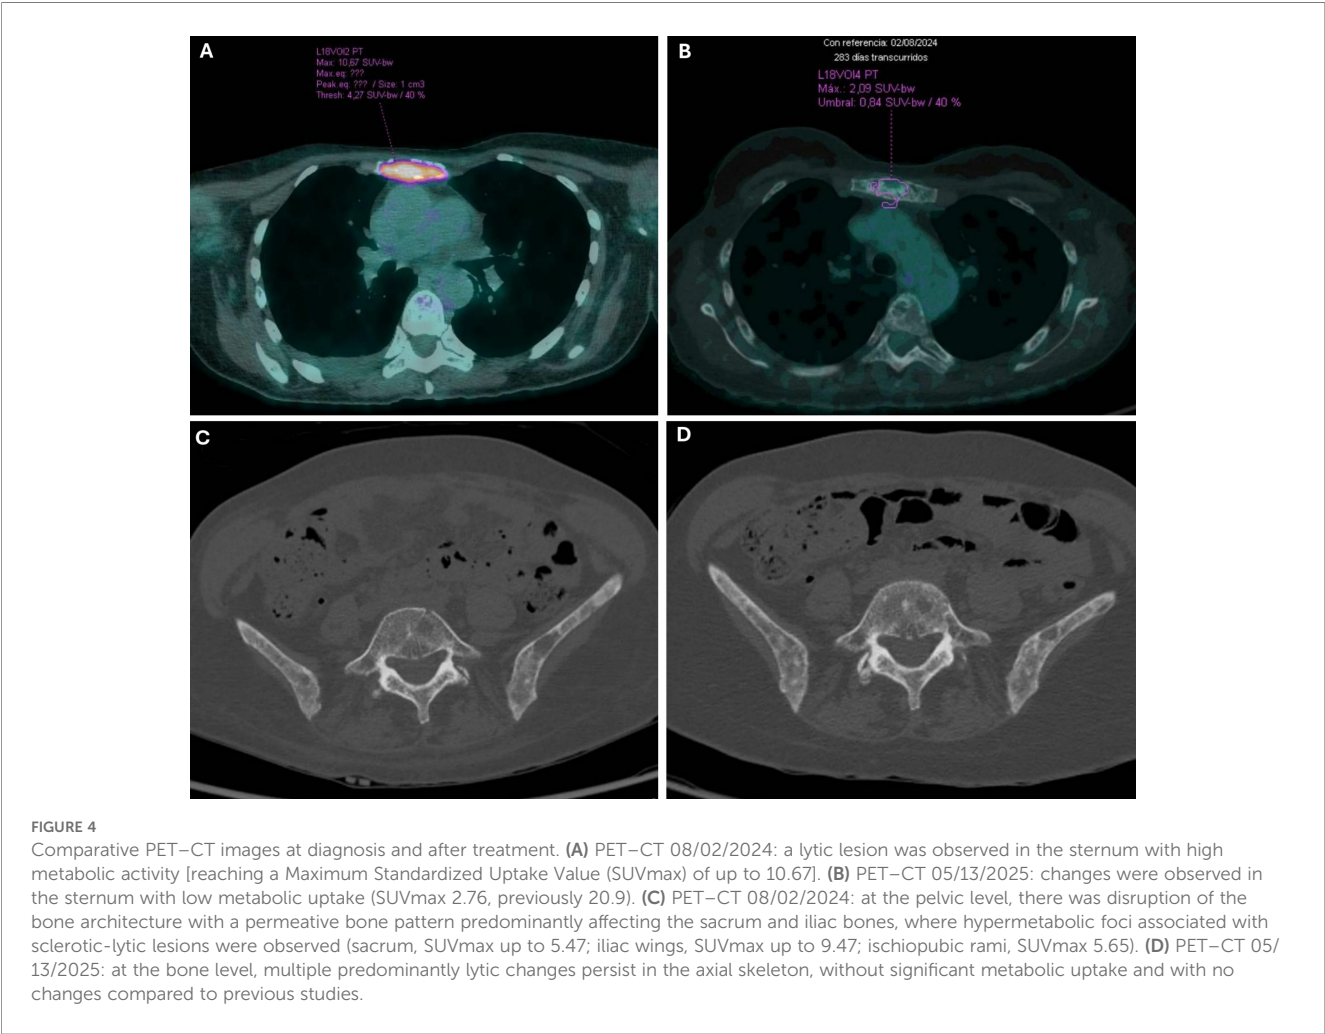 A
L18VOI2 PT
Max: 10,67 SUV-bw
Max.eq: ???
Peak.eq: ??? / Size: 1 cm3
Thresh: 4,27 SUV-bw / 40 %
B
Con referencia: 02/08/2024
283 días transcurridos
L18VOI4 PT
Máx.: 2,09 SUV-bw
Umbral: 0,84 SUV-bw / 40 %
C
D
FIGURE 4
Comparative PET–CT images at diagnosis and after treatment. (A) PET–CT 08/02/2024: a lytic lesion was observed in the sternum with high
metabolic activity [reaching a Maximum Standardized Uptake Value (SUVmax) of up to 10.67]. (B) PET–CT 05/13/2025: changes were observed in
the sternum with low metabolic uptake (SUVmax 2.76, previously 20.9). (C) PET–CT 08/02/2024: at the pelvic level, there was disruption of the
bone architecture with a permeative bone pattern predominantly affecting the sacrum and iliac bones, where hypermetabolic foci associated with
sclerotic-lytic lesions were observed (sacrum, SUVmax up to 5.47; iliac wings, SUVmax up to 9.47; ischiopubic rami, SUVmax 5.65). (D) PET–CT 05/
13/2025: at the bone level, multiple predominantly lytic changes persist in the axial skeleton, without significant metabolic uptake and with no
changes compared to previous studies.